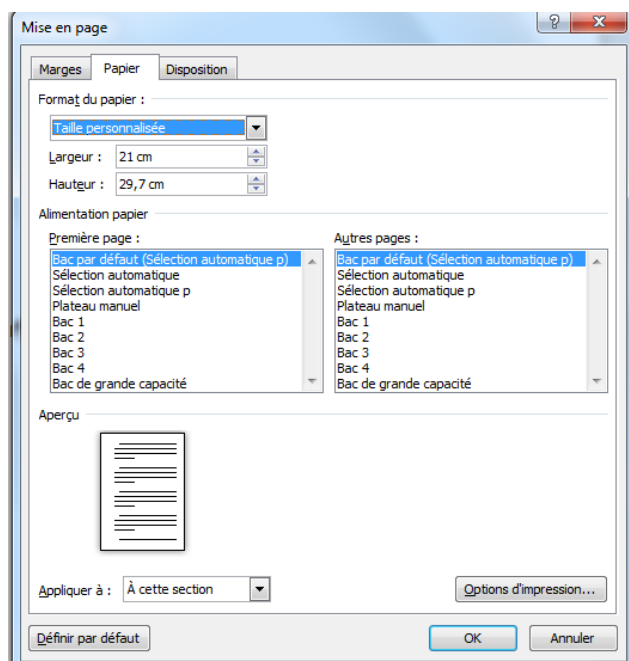 Mise en page
Marges Papier Disposition
Format du papier :
Taille personnalisée
Largeur : 21 cm
Hauteur : 29,7 cm
Alimentation papier
Première page :
Bac par défaut (Sélection automatique p)
Sélection automatique
Sélection automatique p
Plateau manuel
Bac 1
Bac 2
Bac 3
Bac 4
Bac de grande capacité
Autres pages :
Bac par défaut (Sélection automatique p)
Sélection automatique
Sélection automatique p
Plateau manuel
Bac 1
Bac 2
Bac 3
Bac 4
Bac de grande capacité
Aperçu
Appliquer à : À cette section
Options d'impression...
Définir par défaut OK Annuler